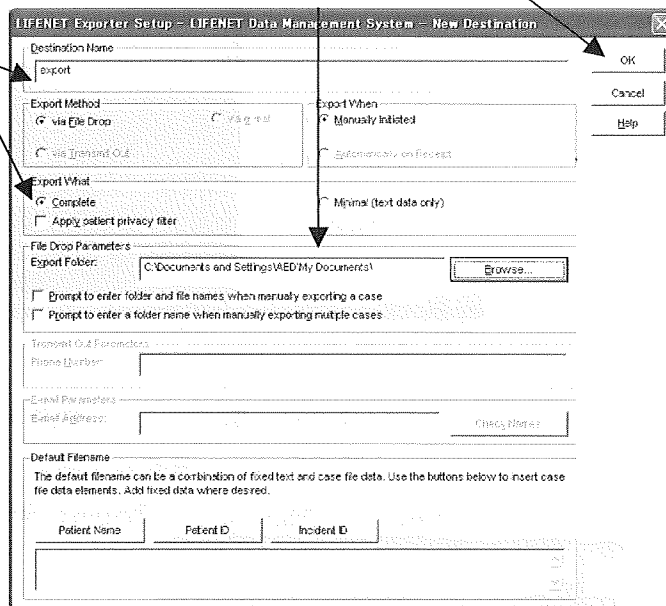 LIFENET Exporter Setup - LIFENET Data Management System - New Destination
Destination Name
export
OK
Cancel
Help
Export Method
via File Drop
via e-mail
via Transmit Out
Export When
Manually Initiated
Automatically on Receipt
Export What
Complete
Minimal (text data only)
Apply patient privacy filter
File Drop Parameters
Export Folder:
C:\Documents and Settings\AED\My Documents\
Browse...
Prompt to enter folder and file names when manually exporting a case
Prompt to enter a folder name when manually exporting multiple cases
Transmit Out Parameters
Phone Number:
E-mail Parameters
E-mail Address:
Check Names
Default Filename
The default filename can be a combination of fixed text and case file data. Use the buttons below to insert case
file data elements. Add fixed data where desired.
Patient Name
Patient ID
Incident ID